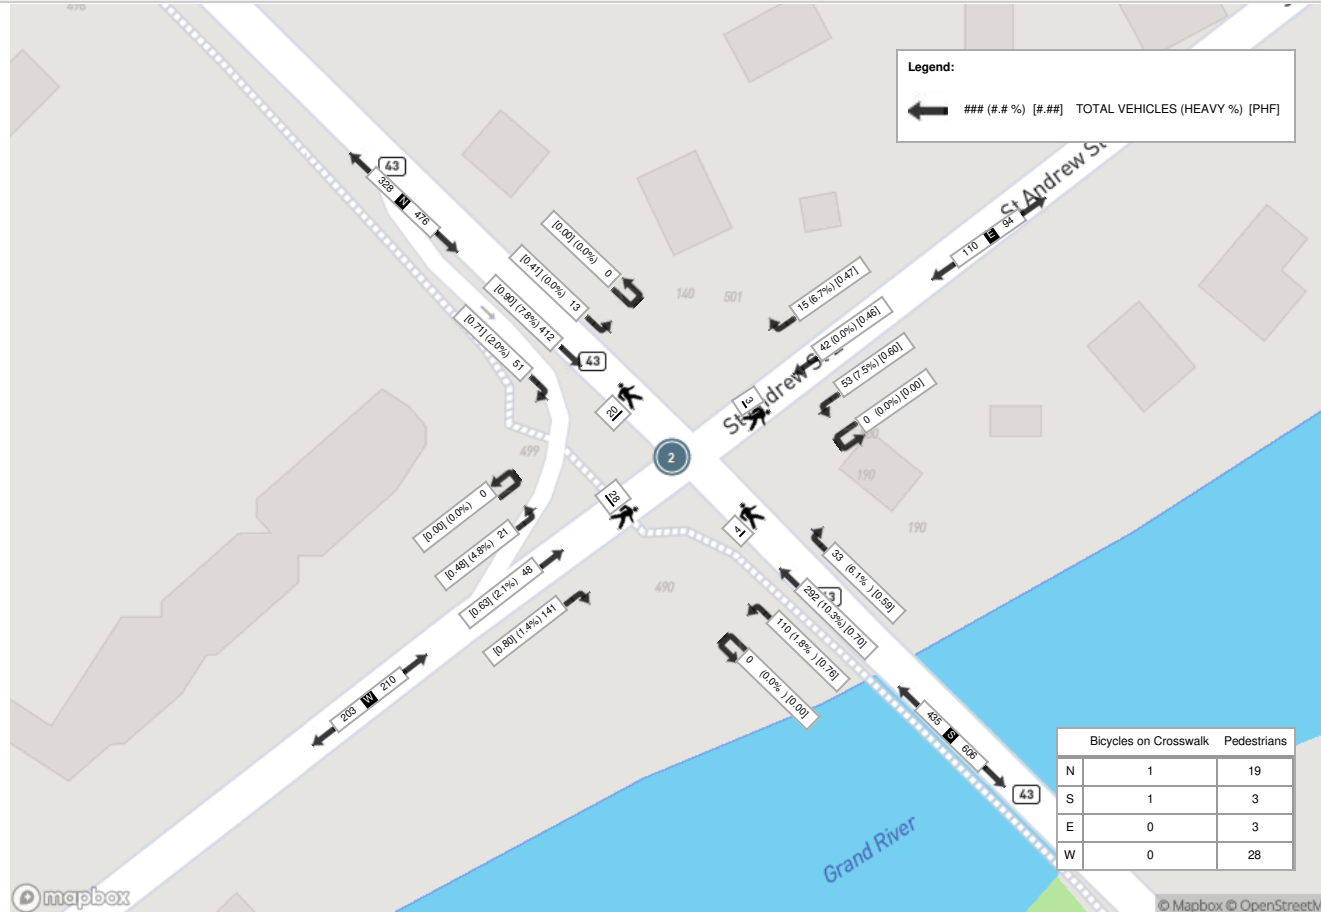 Legend:
### (#.# %) [#.##] TOTAL VEHICLES (HEAVY %) [PHF]
43
328 N 476
[0.00] (0.0%) 0
[0.41] (0.0%) 13
[0.90] (7.8%) 412
[0.71] (2.0%) 51
43
St Andrew St
110 E 94
15 (6.7%) [0.47]
42 (0.0%) [0.46]
53 (7.5%) [0.60]
0 (0.0%) [0.00]
140
501
20
3
2
499
28
4
190
190
490
[0.00] (0.0%) 0
[0.48] (4.8%) 21
[0.63] (2.1%) 48
[0.80] (1.4%) 141
203 W 210
33 (6.1% ) [0.59]
292 (10.3%) [0.70]
110 (1.8% ) [0.76]
0 (0.0% ) [0.00]
435 S 606
43
Grand River
Bicycles on Crosswalk Pedestrians
N 1 19
S 1 3
E 0 3
W 0 28
mapbox
© Mapbox © OpenStreetM